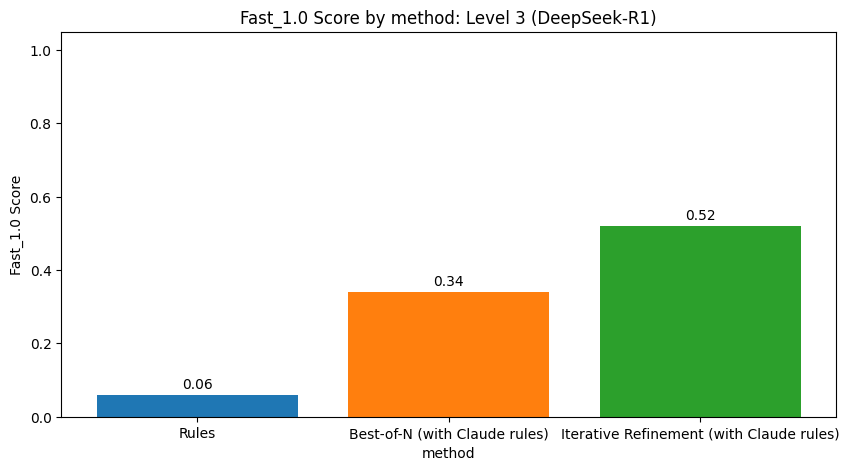 Fast_1.0 Score by method: Level 3 (DeepSeek-R1)
Fast_1.0 Score
1.0
0.8
0.6
0.4
0.2
0.0
0.06
0.34
0.52
Rules
Best-of-N (with Claude rules)
Iterative Refinement (with Claude rules)
method